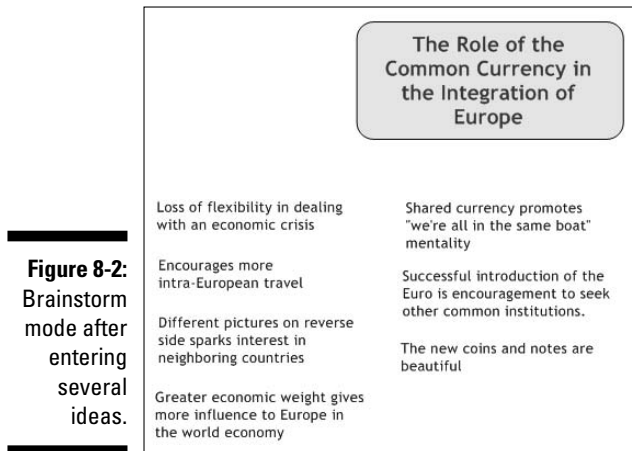 The Role of the
Common Currency in
the Integration of
Europe
Loss of flexibility in dealing
with an economic crisis
Encourages more
intra-European travel
Different pictures on reverse
side sparks interest in
neighboring countries
Greater economic weight gives
more influence to Europe in
the world economy
Shared currency promotes
"we're all in the same boat"
mentality
Successful introduction of the
Euro is encouragement to seek
other common institutions.
The new coins and notes are
beautiful
Figure 8-2:
Brainstorm
mode after
entering
several
ideas.